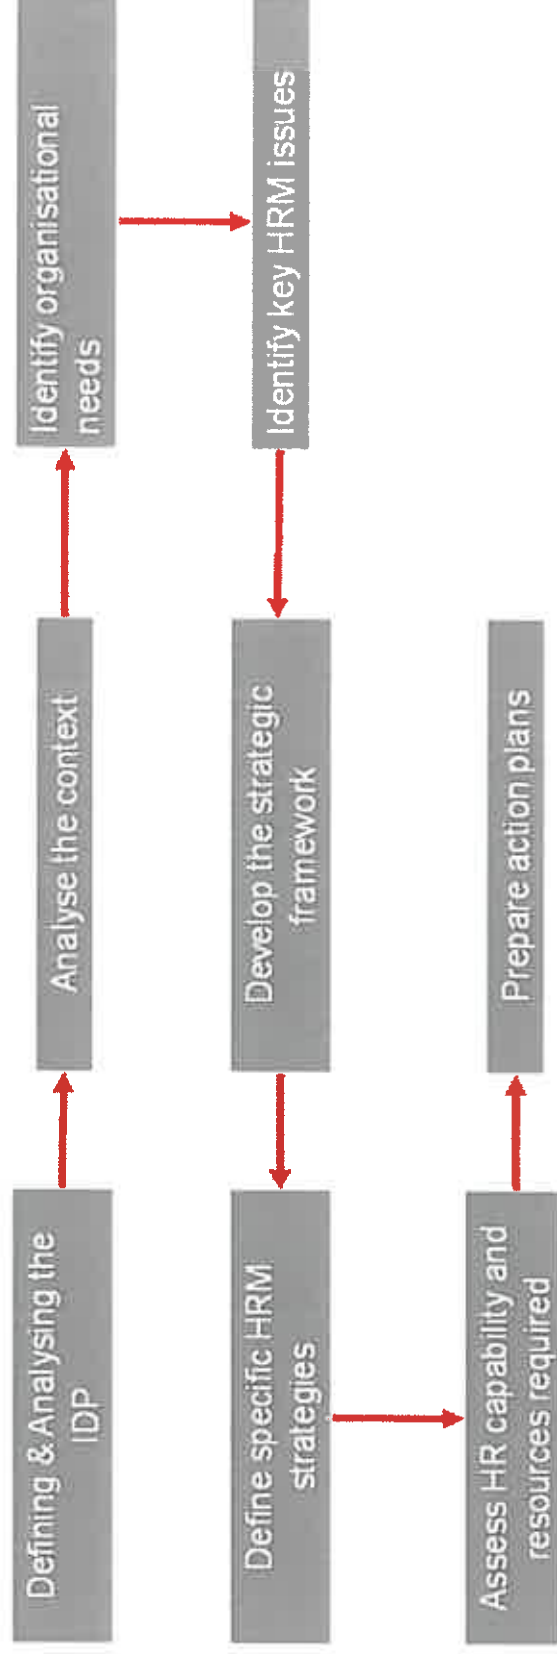 Defining & Analysing the
IDP
Analyse the context
Identify organisational
needs
Identify key HRM issues
Develop the strategic
framework
Define specific HRM
strategies
Assess HR capability and
resources required
Prepare action plans